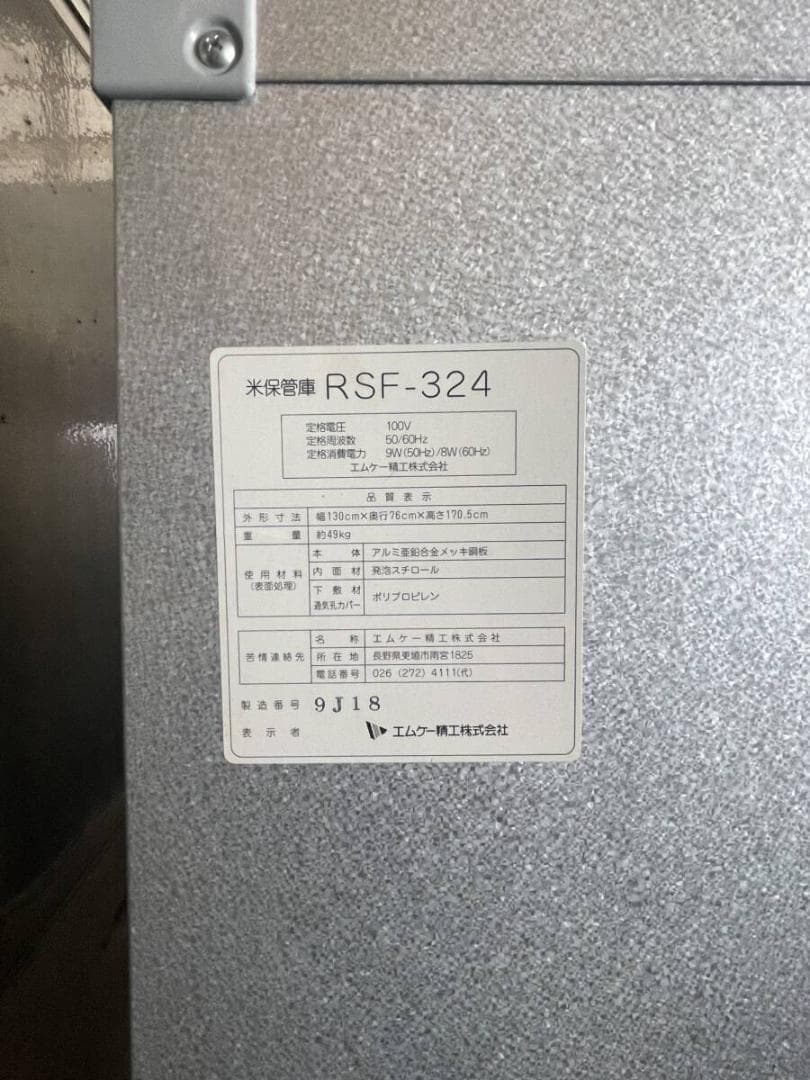 米保管庫 RSF-324
定格電圧 100V
定格周波数 50/60Hz
定格消費電力 9W(50Hz)/8W(60Hz)
エムケー精工株式会社
品質表示
外形寸法 幅130cm×奥行76cm×高さ170.5cm
重量 約49kg
使用材料(表面処理) 本体 アルミ亜鉛合金メッキ鋼板
内面材 発泡スチロール
下敷材 通気孔カバー ポリプロピレン
苦情連絡先 名称 エムケー精工株式会社
所在地 長野県更埴市雨宮1825
電話番号 026(272)4111(代)
製造番号 9J18
表示者 エムケー精工株式会社